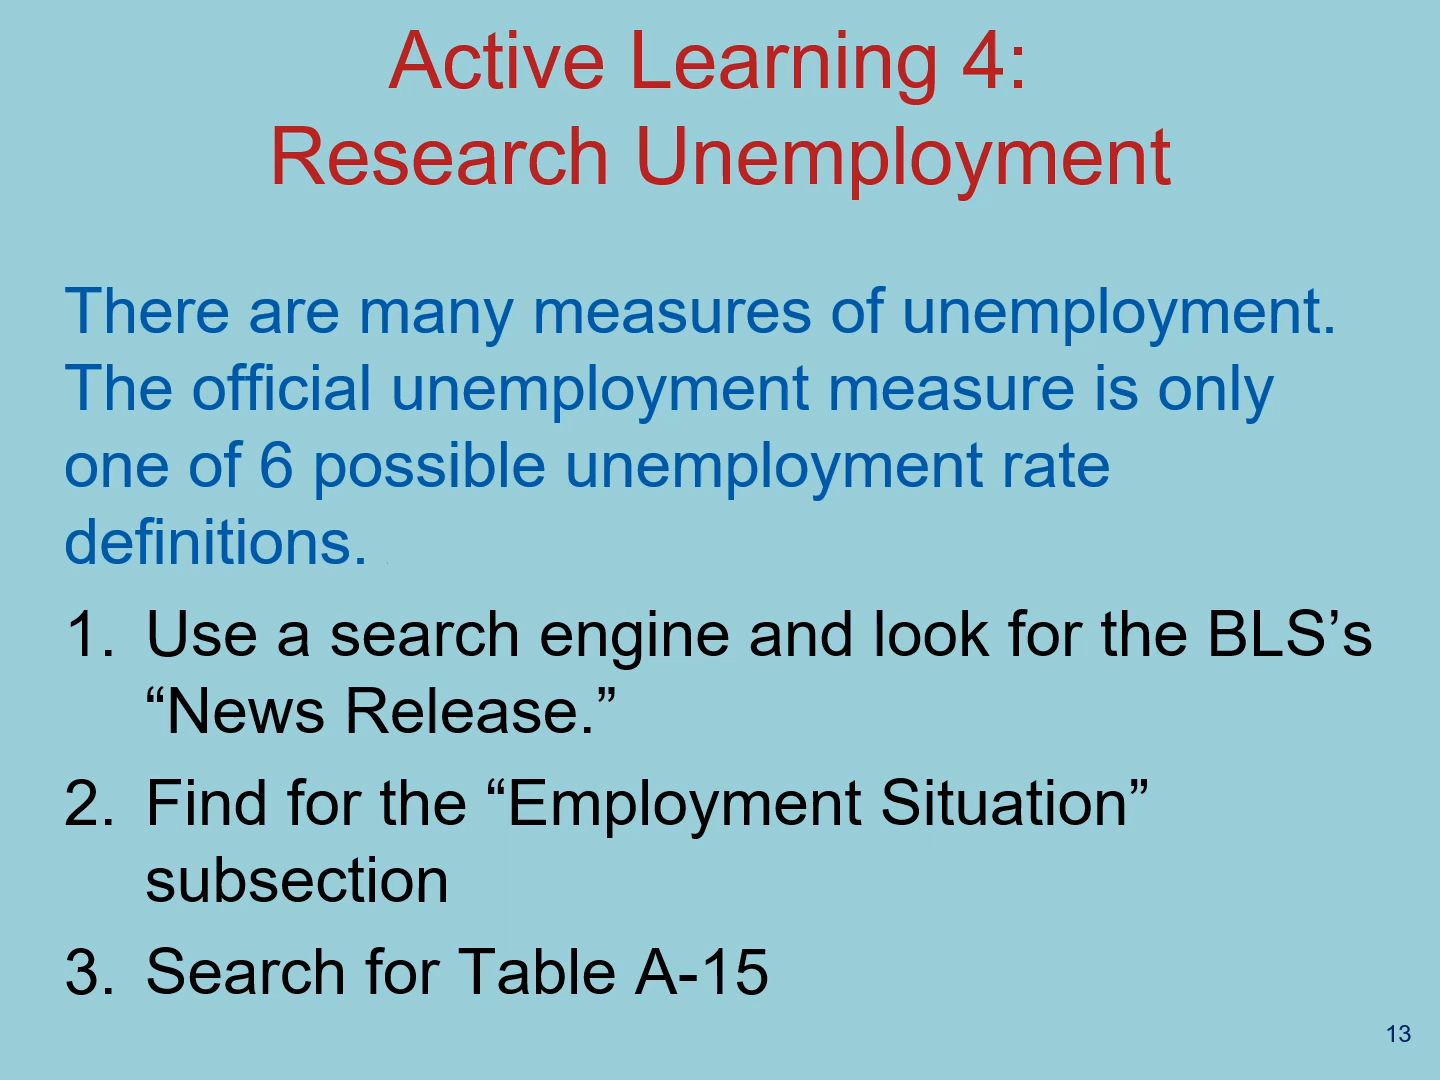 Active Learning 4:
Research Unemployment
There are many measures of unemployment.
The official unemployment measure is only
one of 6 possible unemployment rate
definitions.
1. Use a search engine and look for the BLS’s
“News Release.”
2. Find for the “Employment Situation”
subsection
3. Search for Table A-15
13